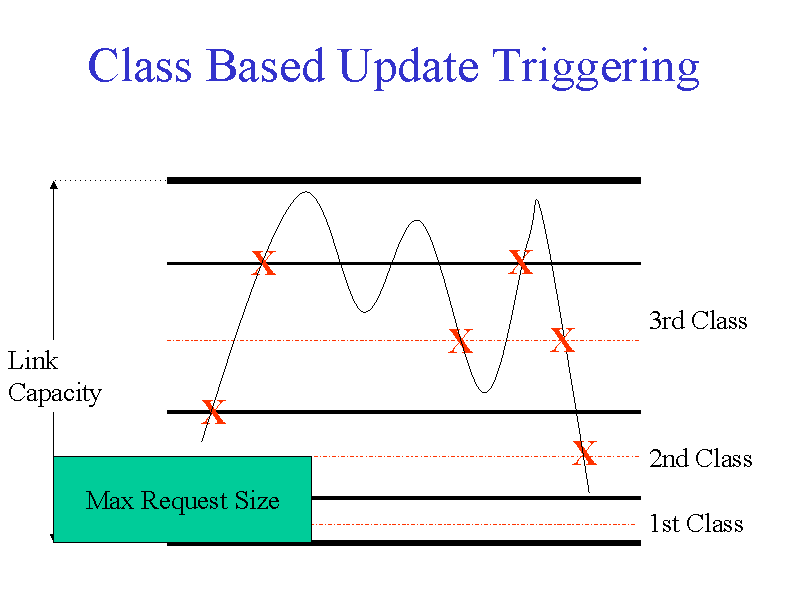 Class Based Update Triggering
X
X
3rd Class
X
X
Link
Capacity
X
X
2nd Class
Max Request Size
1st Class